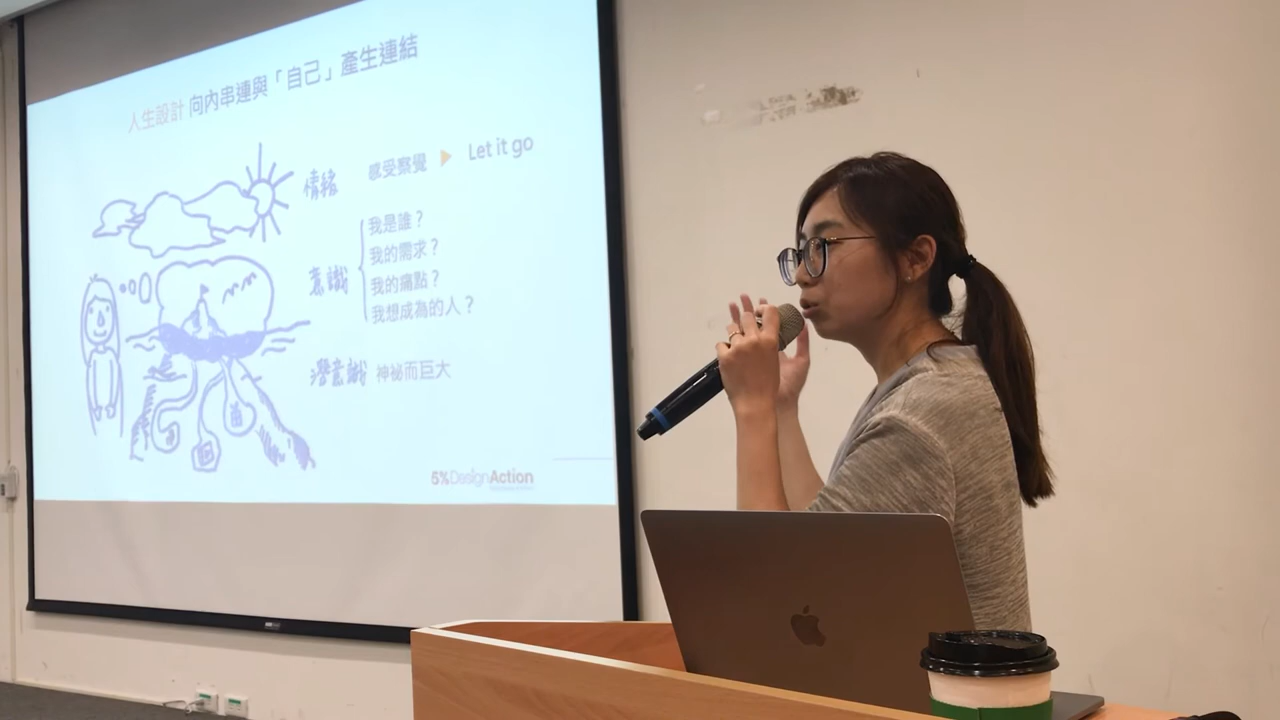 人生設計 向內串連與「自己」產生連結
情緒 感受察覺 Let it go
意識
我是誰?
我的需求?
我的痛點?
我想成為的人?
潛意識 神祕而巨大
5%DesignAction